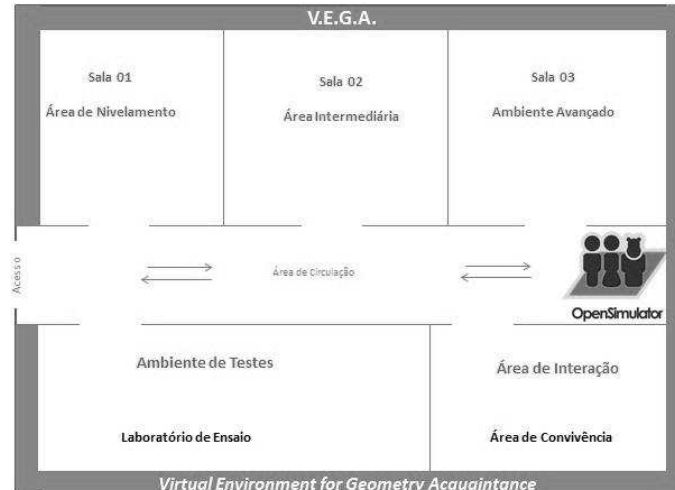 V.E.G.A.
Sala 01
Área de Nivelamento
Sala 02
Área Intermediária
Sala 03
Ambiente Avançado
Acesso
Área de Circulação
OpenSimulator
Ambiente de Testes
Laboratório de Ensaio
Área de Interação
Área de Convivência
Virtual Environment for Geometry Acquaintance